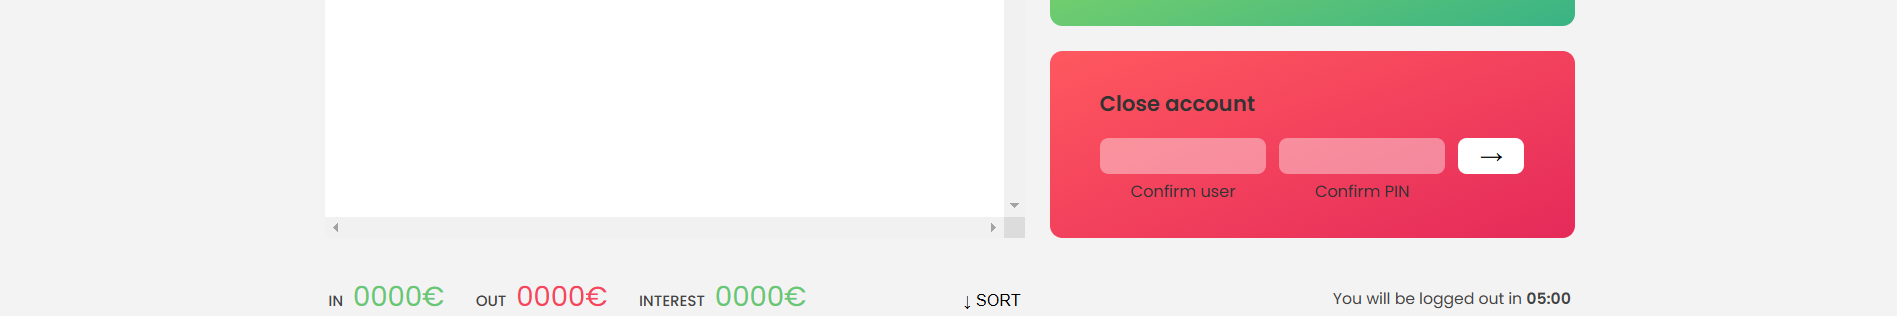 Close account
→
Confirm user Confirm PIN
IN 0000€ OUT 0000€ INTEREST 0000€ ↓ SORT You will be logged out in 05:00